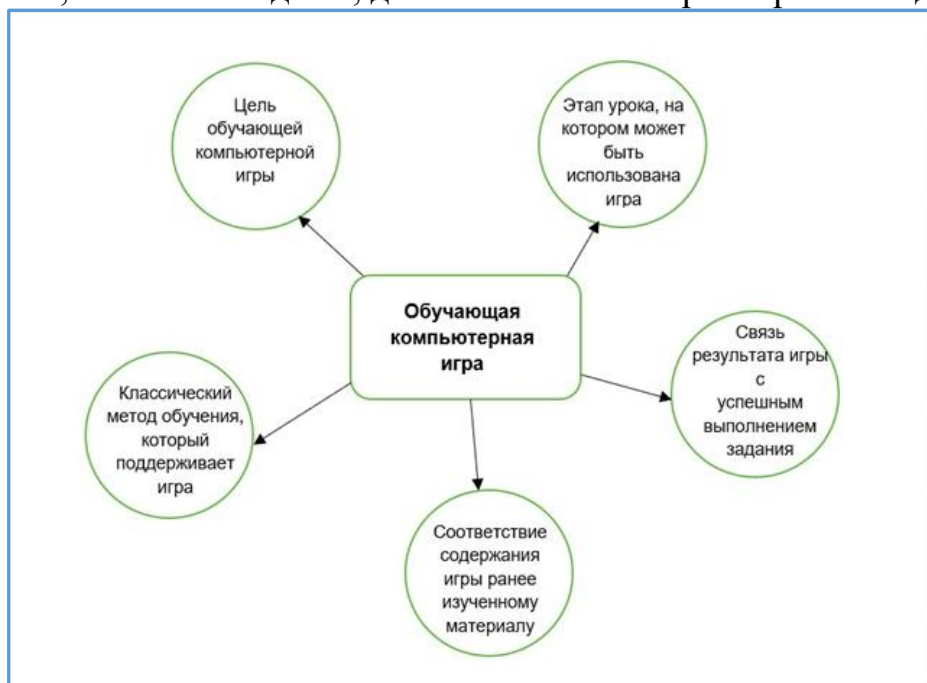 Цель
обучающей
компьютерной
игры
Этап урока, на
котором может
быть
использована
игра
Обучающая
компьютерная
игра
Связь
результата игры
с
успешным
выполнением
задания
Классический
метод обучения,
который
поддерживает
игра
Соответствие
содержания
игры ранее
изученному
материалу